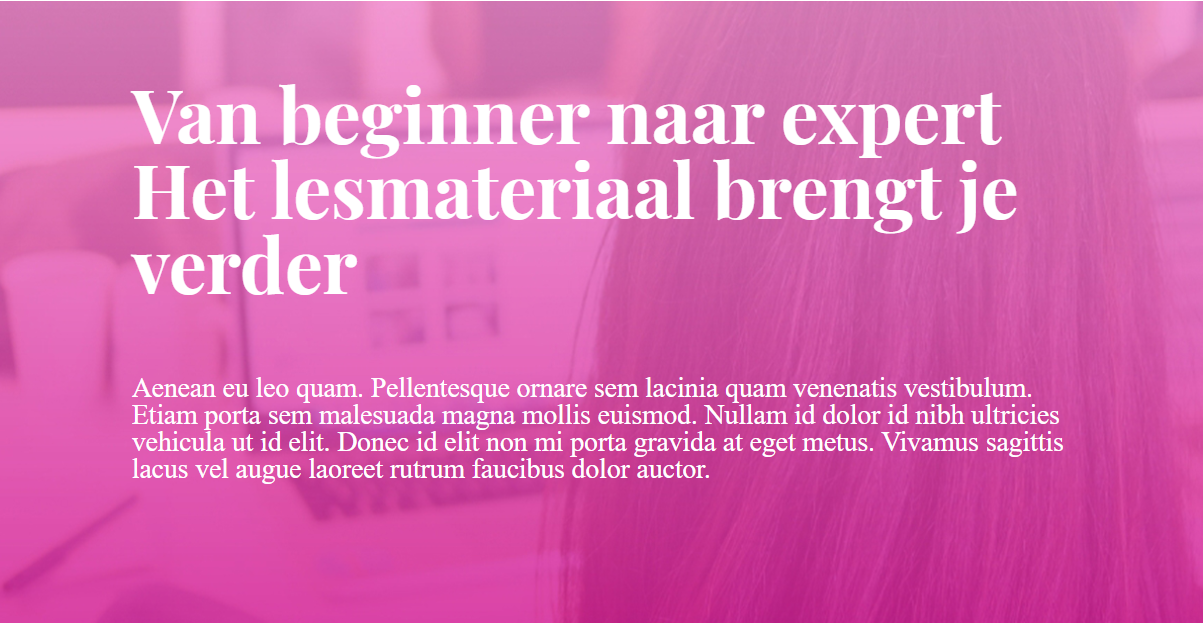 Van beginner naar expert
Het lesmateriaal brengt je
verder
Aenean eu leo quam. Pellentesque ornare sem lacinia quam venenatis vestibulum.
Etiam porta sem malesuada magna mollis euismod. Nullam id dolor id nibh ultricies
vehicula ut id elit. Donec id elit non mi porta gravida at eget metus. Vivamus sagittis
lacus vel augue laoreet rutrum faucibus dolor auctor.